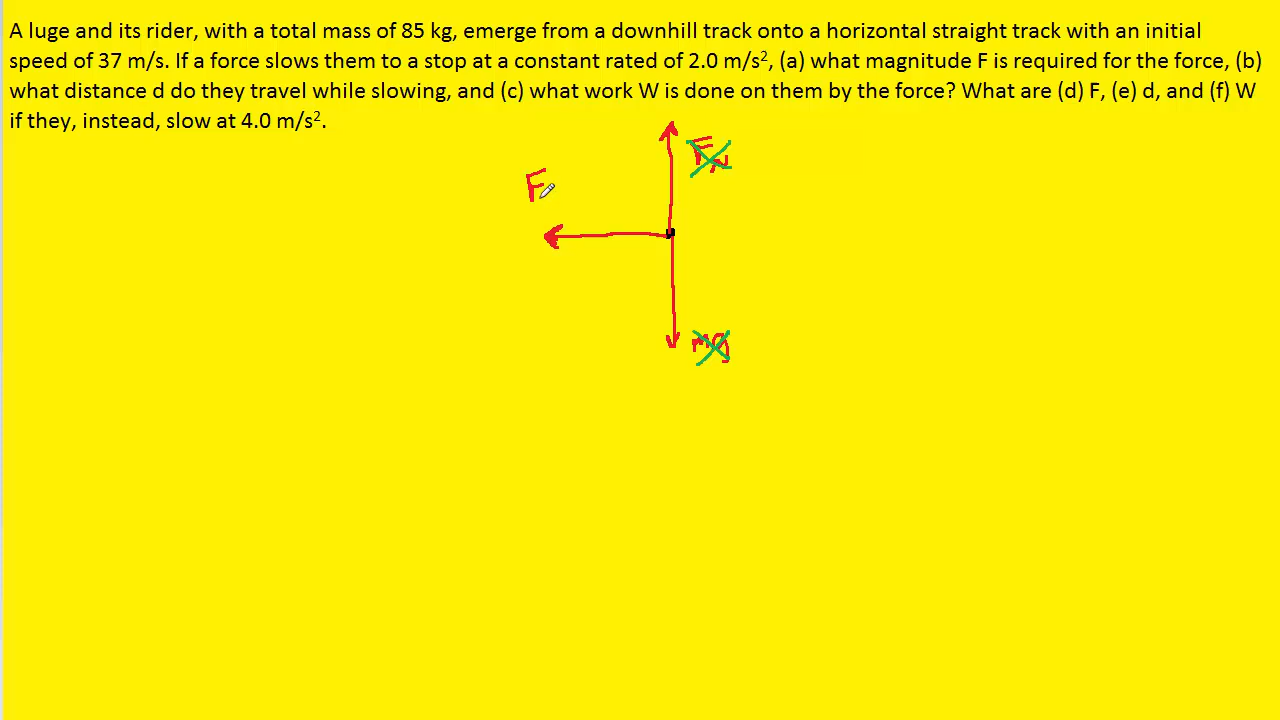 A luge and its rider, with a total mass of 85 kg, emerge from a downhill track onto a horizontal straight track with an initial
speed of 37 m/s. If a force slows them to a stop at a constant rated of 2.0 m/s², (a) what magnitude F is required for the force, (b)
what distance d do they travel while slowing, and (c) what work W is done on them by the force? What are (d) F, (e) d, and (f) W
if they, instead, slow at 4.0 m/s².
F_N
F
mg